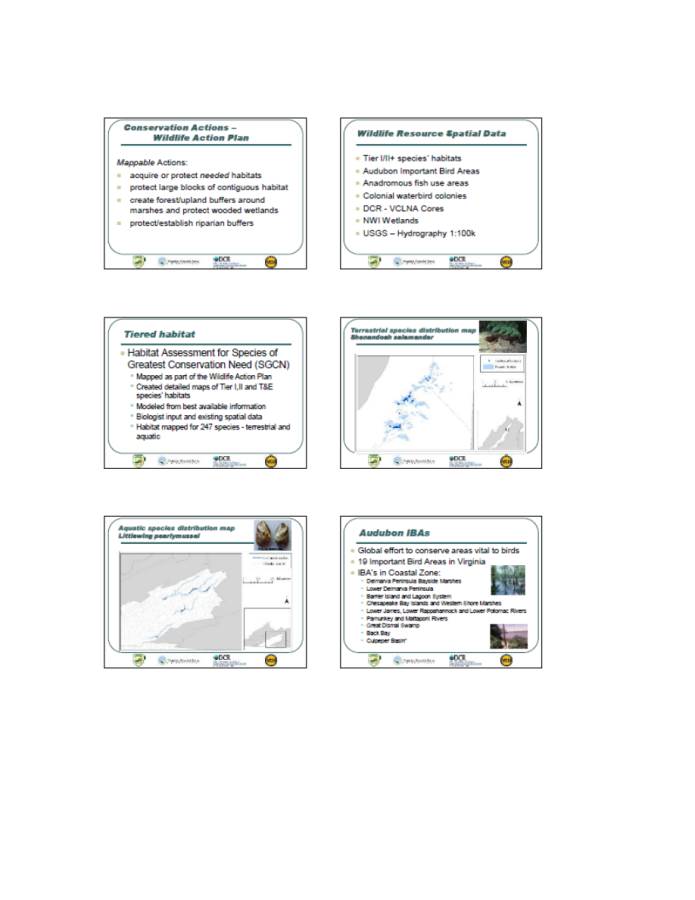 Conservation Actions –
Wildlife Action Plan
Mappable Actions:
acquire or protect needed habitats
protect large blocks of contiguous habitat
create forest/upland buffers around
marshes and protect wooded wetlands
protect/establish riparian buffers
DCR
Wildlife Resource Spatial Data
Tier I/II+ species' habitats
Audubon Important Bird Areas
Anadromous fish use areas
Colonial waterbird colonies
DCR - VCLNA Cores
NWI Wetlands
USGS – Hydrography 1:100k
DCR
Tiered habitat
Habitat Assessment for Species of
Greatest Conservation Need (SGCN)
Mapped as part of the Wildlife Action Plan
Created detailed maps of Tier I,II and T&E
species' habitats
Modeled from best available information
Biologist input and existing spatial data
Habitat mapped for 247 species - terrestrial and
aquatic
DCR
Terrestrial species distribution map
Shenandoah salamander
DCR
Aquatic species distribution map
Littlewing pearlymussel
DCR
Audubon IBAs
Global effort to conserve areas vital to birds
19 Important Bird Areas in Virginia
IBA's in Coastal Zone:
Delmarva Peninsula Bayside Marshes
Lower Delmarva Peninsula
Barrier Island and Lagoon System
Chesapeake Bay Islands and Western Shore Marshes
Lower James, Lower Rappahannock and Lower Potomac Rivers
Pamunkey and Mattaponi Rivers
Great Dismal Swamp
Back Bay
Culpeper Basin*
DCR